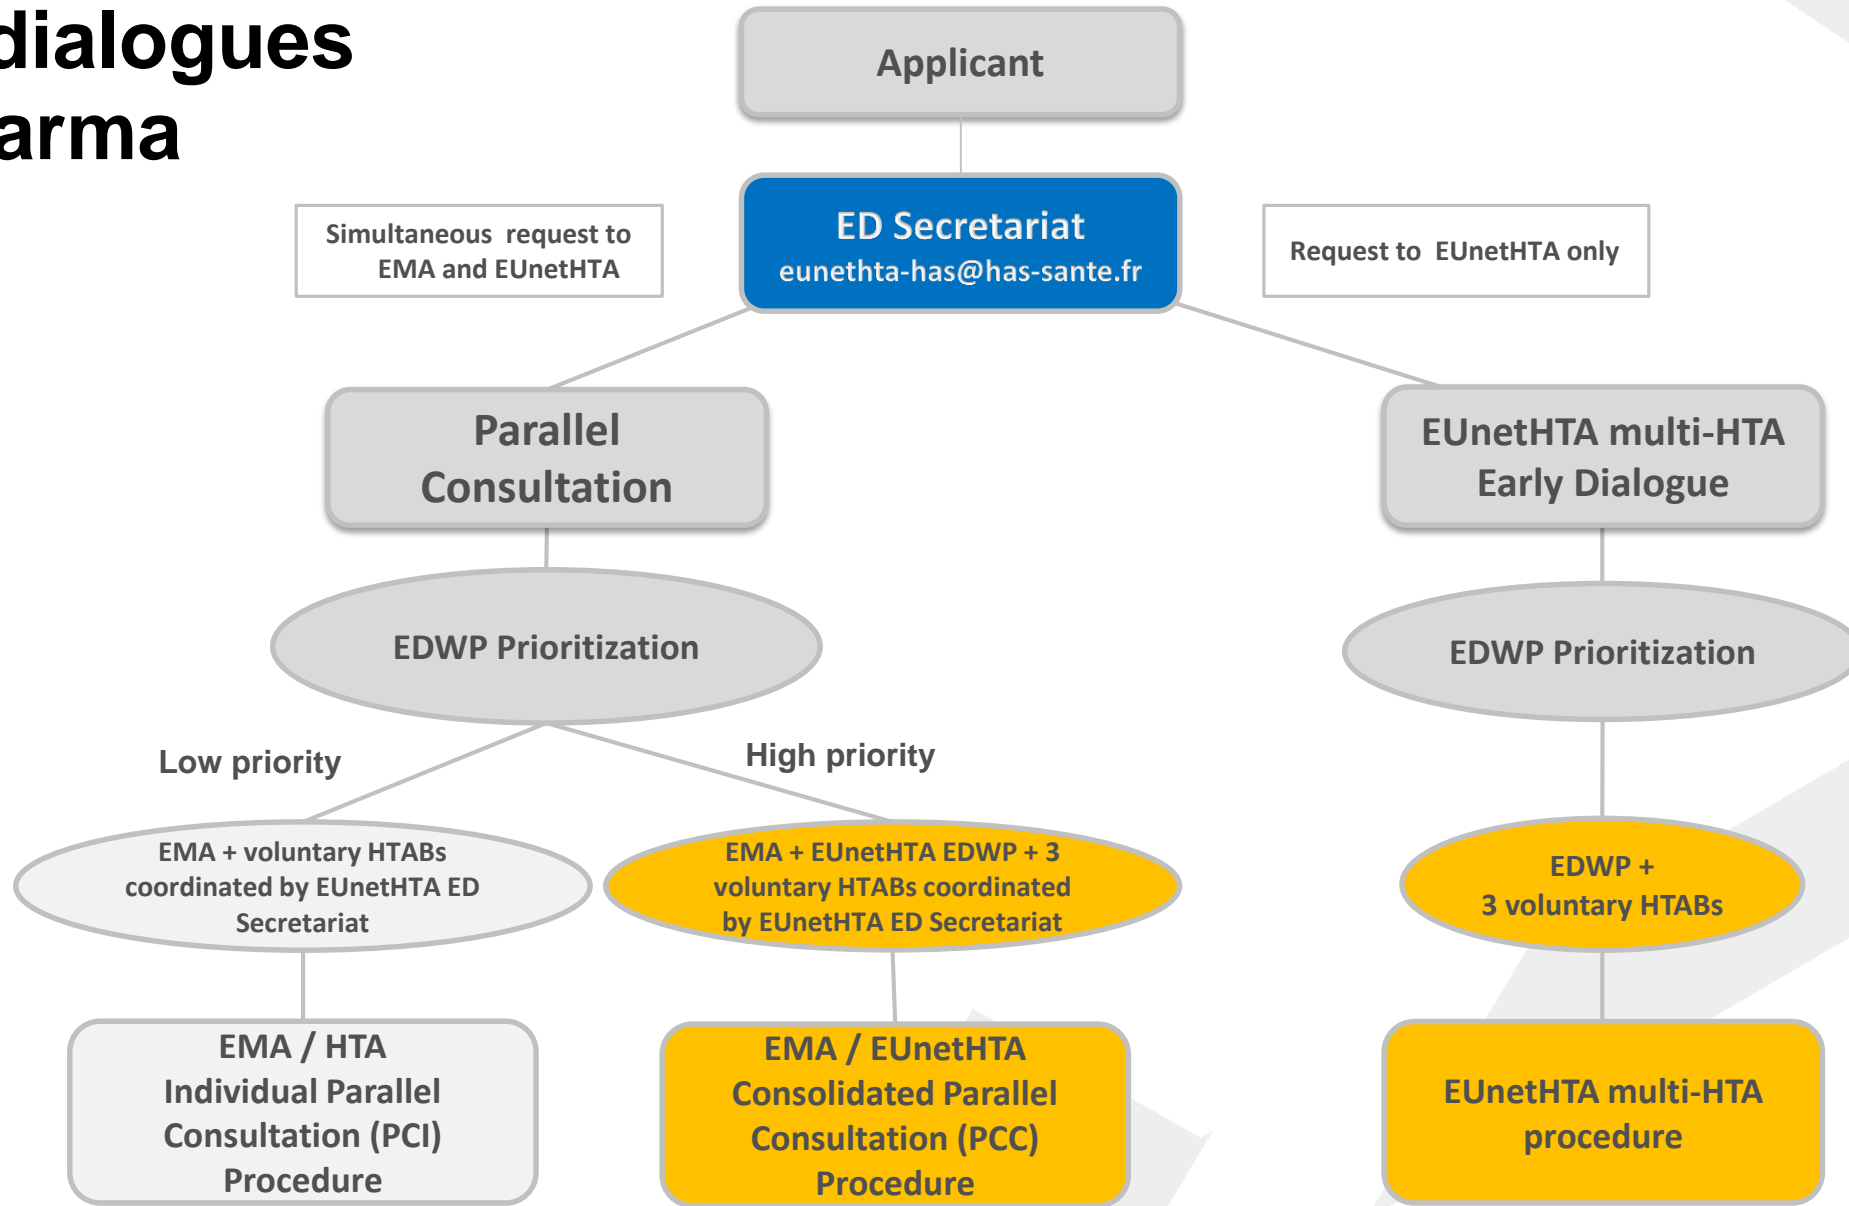 dialogues
arma
Applicant
ED Secretariat
eunethta-has@has-sante.fr
Simultaneous request to
EMA and EUnetHTA
Request to EUnetHTA only
Parallel
Consultation
EUnetHTA multi-HTA
Early Dialogue
EDWP Prioritization
EDWP Prioritization
Low priority
High priority
EMA + voluntary HTABs
coordinated by EUnetHTA ED
Secretariat
EMA + EUnetHTA EDWP + 3
voluntary HTABs coordinated
by EUnetHTA ED Secretariat
EDWP +
3 voluntary HTABs
EMA / HTA
Individual Parallel
Consultation (PCI)
Procedure
EMA / EUnetHTA
Consolidated Parallel
Consultation (PCC)
Procedure
EUnetHTA multi-HTA
procedure